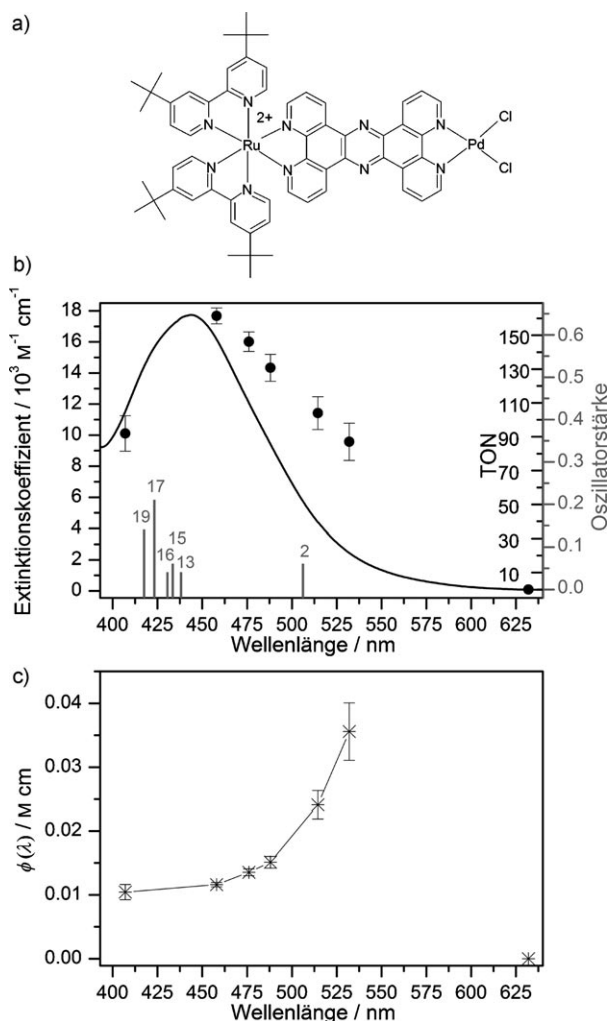 a)
2+
N
N
N
N
N
N
N
N
N
N
Ru
Pd
Cl
Cl
b)
Extinktionskoeffizient / 10³ M⁻¹ cm⁻¹
18
16
14
12
10
8
6
4
2
0
19
17
16
15
13
2
TON
150
130
110
90
70
50
30
10
0.6
0.5
0.4
0.3
0.2
0.1
0.0
Oszillatorstärke
400 425 450 475 500 525 550 575 600 625
Wellenlänge / nm
c)
ϕ(λ) / M cm
0.04
0.03
0.02
0.01
0.00
400 425 450 475 500 525 550 575 600 625
Wellenlänge / nm